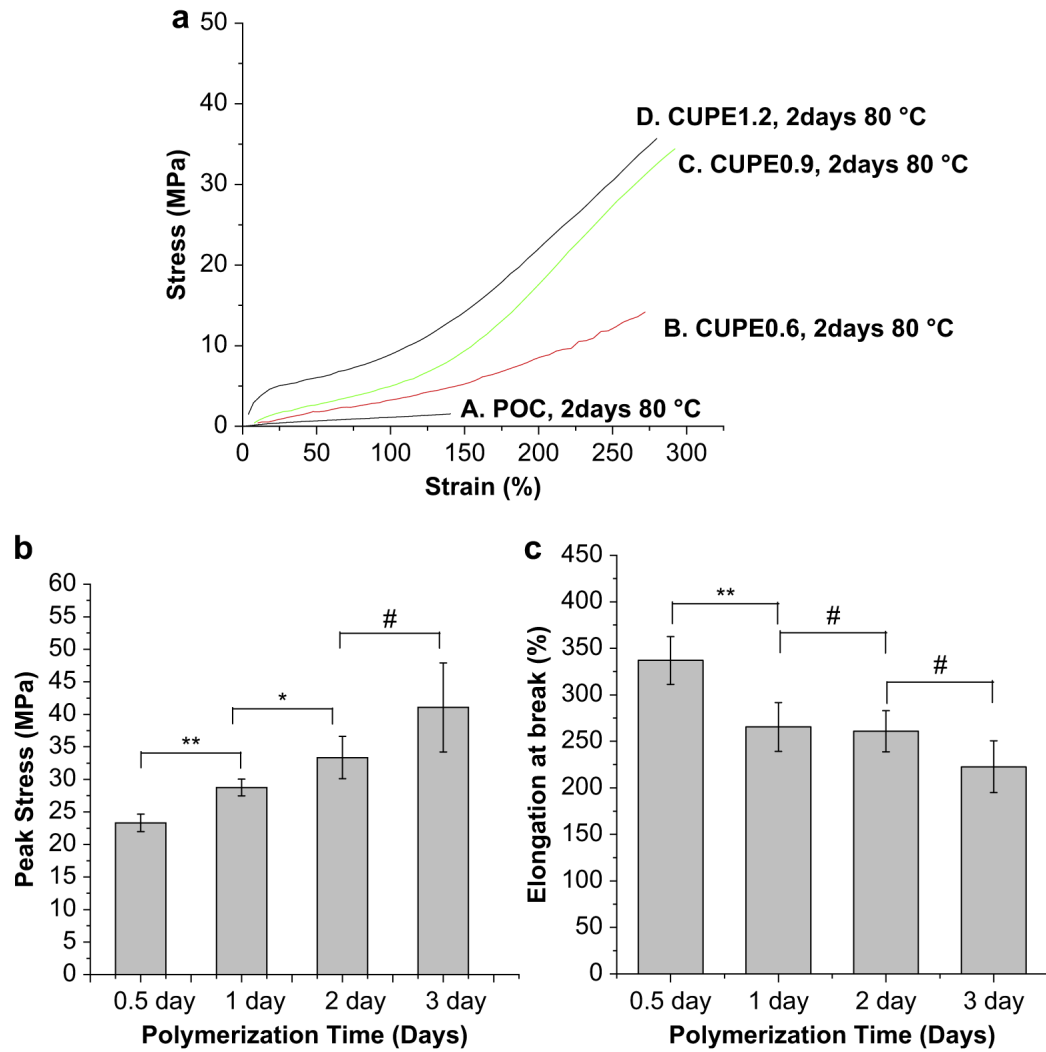 a
50
40
30
20
10
0
Stress (MPa)
D. CUPE1.2, 2days 80 °C
C. CUPE0.9, 2days 80 °C
B. CUPE0.6, 2days 80 °C
A. POC, 2days 80 °C
0 50 100 150 200 250 300
Strain (%)
b
60
55
50
45
40
35
30
25
20
15
10
5
0
Peak Stress (MPa)
**
*
#
0.5 day 1 day 2 day 3 day
Polymerization Time (Days)
c
450
400
350
300
250
200
150
100
50
0
Elongation at break (%)
**
#
#
0.5 day 1 day 2 day 3 day
Polymerization Time (Days)